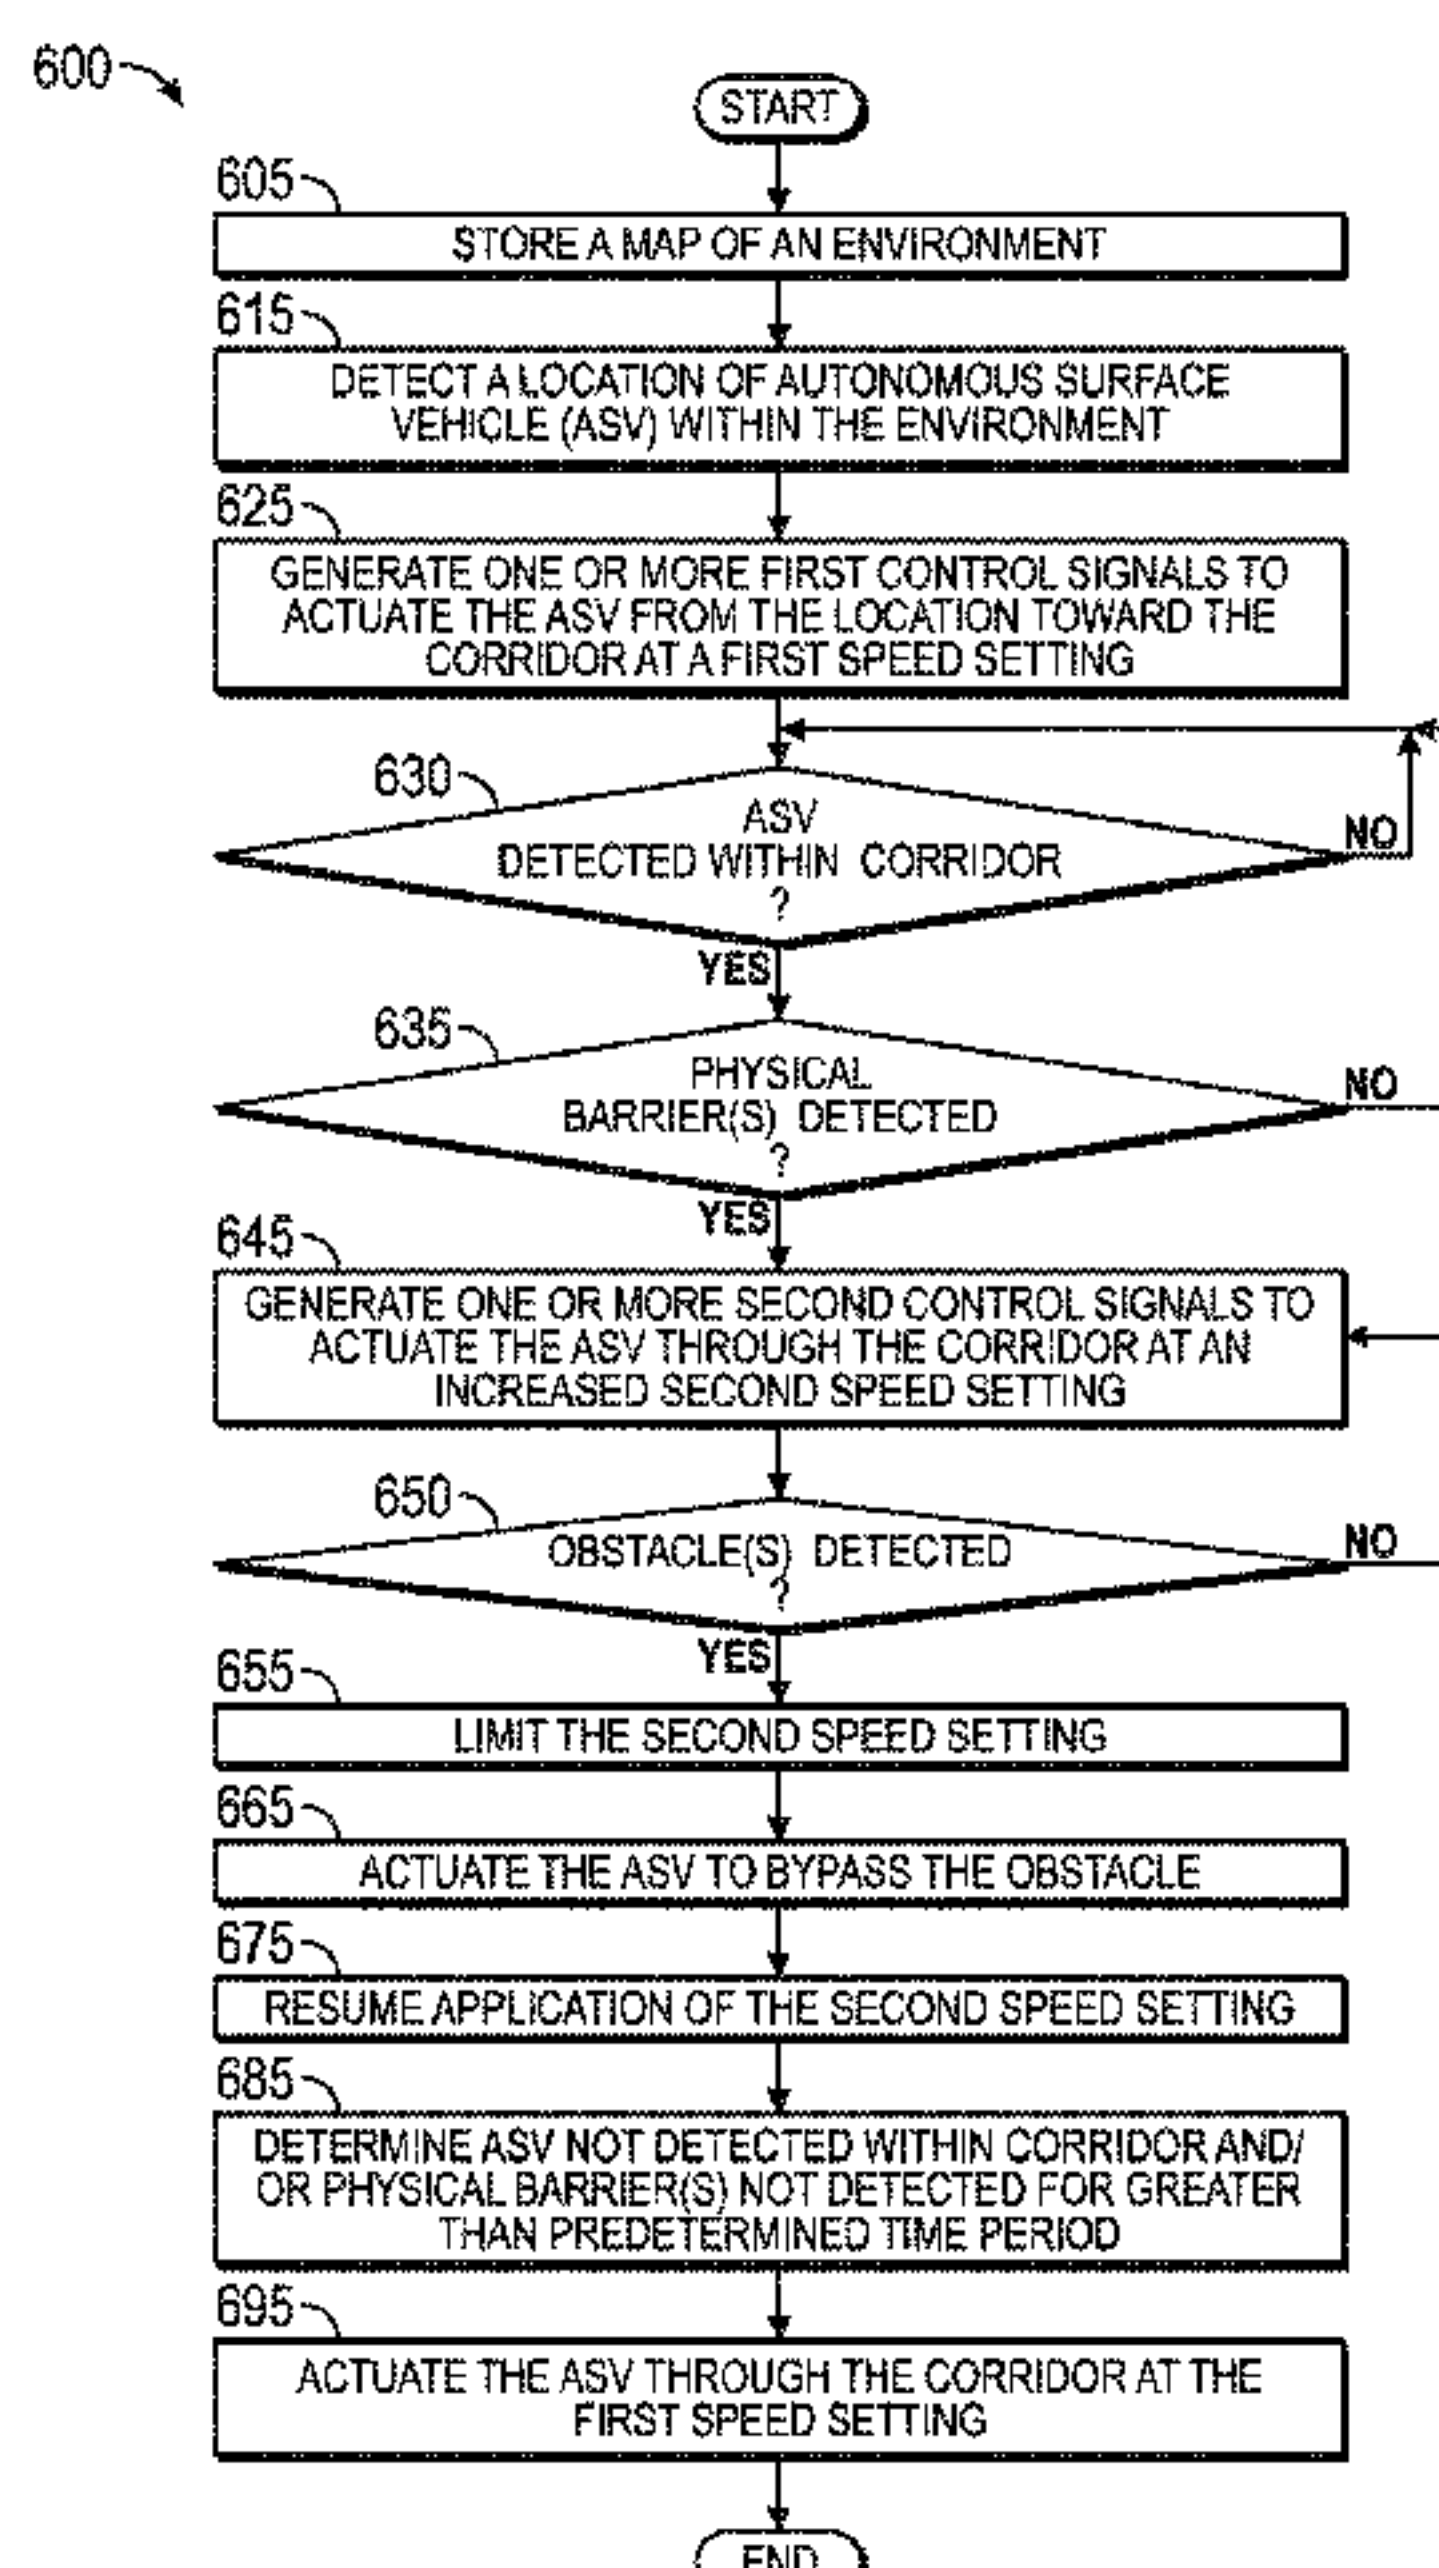 600
START
605
STORE A MAP OF AN ENVIRONMENT
615
DETECT A LOCATION OF AUTONOMOUS SURFACE
VEHICLE (ASV) WITHIN THE ENVIRONMENT
625
GENERATE ONE OR MORE FIRST CONTROL SIGNALS TO
ACTUATE THE ASV FROM THE LOCATION TOWARD THE
CORRIDOR AT A FIRST SPEED SETTING
630
ASV
DETECTED WITHIN CORRIDOR
?
NO
YES
635
PHYSICAL
BARRIER(S) DETECTED
?
NO
YES
645
GENERATE ONE OR MORE SECOND CONTROL SIGNALS TO
ACTUATE THE ASV THROUGH THE CORRIDOR AT AN
INCREASED SECOND SPEED SETTING
650
OBSTACLE(S) DETECTED
?
NO
YES
655
LIMIT THE SECOND SPEED SETTING
665
ACTUATE THE ASV TO BYPASS THE OBSTACLE
675
RESUME APPLICATION OF THE SECOND SPEED SETTING
685
DETERMINE ASV NOT DETECTED WITHIN CORRIDOR AND/
OR PHYSICAL BARRIER(S) NOT DETECTED FOR GREATER
THAN PREDETERMINED TIME PERIOD
695
ACTUATE THE ASV THROUGH THE CORRIDOR AT THE
FIRST SPEED SETTING
END